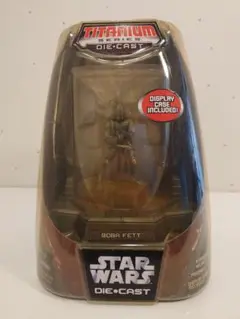 TITANIUM
SERIES
DIE-CAST
DISPLAY
CASE
INCLUDED!
BOBA FETT
STAR
WARS
DIE-CAST